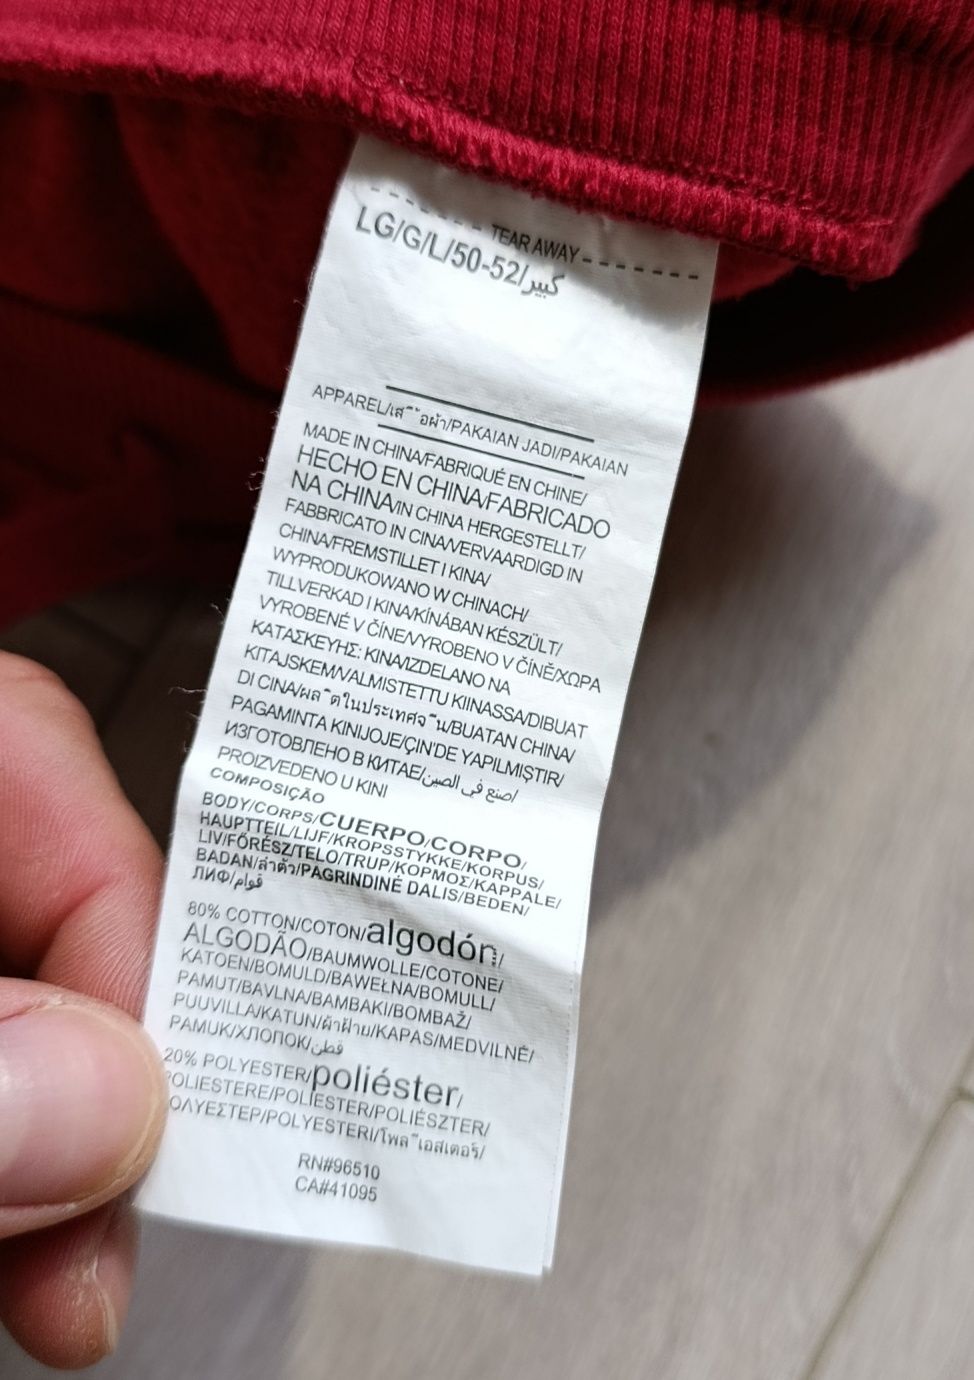 TEAR AWAY
LG/G/L/50-52/كبير
APPAREL/เสื้อผ้า/PAKAIAN JADI/PAKAIAN
MADE IN CHINA/FABRIQUÉ EN CHINE/
HECHO EN CHINA/FABRICADO
NA CHINA/IN CHINA HERGESTELLT/
FABBRICATO IN CINA/VERVAARDIGD IN
CHINA/FREMSTILLET I KINA/
WYPRODUKOWANO W CHINACH/
TILLVERKAD I KINA/KÍNÁBAN KÉSZÜLT/
VYROBENÉ V ČÍNE/VYROBENO V ČÍNĚ/ΧΩΡΑ
ΚΑΤΑΣΚΕΥΗΣ: ΚΙΝΑ/IZDELANO NA
KITAJSKEM/VALMISTETTU KIINASSA/DIBUAT
DI CINA/ผลิตในประเทศจีน/BUATAN CHINA/
PAGAMINTA KINIJOJE/ÇIN'DE YAPILMIŞTIR/
ИЗГОТОВЛЕНО В КИТАЕ/صنع في الصين/
PROIZVEDENO U KINI
COMPOSIÇÃO
BODY/CORPS/CUERPO/CORPO/
HAUPTTEIL/LIJF/KROPSSTYKKE/KORPUS/
LIV/FŐRÉSZ/TELO/TRUP/ΚΟΡΜΟΣ/KAPPALE/
BADAN/ลำตัว/PAGRINDINĖ DALIS/BEDEN/
ЛИФ/قوام
80% COTTON/COTON/algodón/
ALGODÃO/BAUMWOLLE/COTONE/
KATOEN/BOMULD/BAWEŁNA/BOMULL/
PAMUT/BAVLNA/BAMBAKI/BOMBAŽ/
PUUVILLA/KATUN/ผ้าฝ้าย/KAPAS/MEDVILNĖ/
PAMUK/ХЛОПОК/قطن
20% POLYESTER/poliéster/
POLIESTERE/POLİESTER/POLIÉSZTER/
ΠΟΛΥΕΣΤΕΡ/POLYESTERI/โพลีเอสเตอร์/
RN#96510
CA#41095